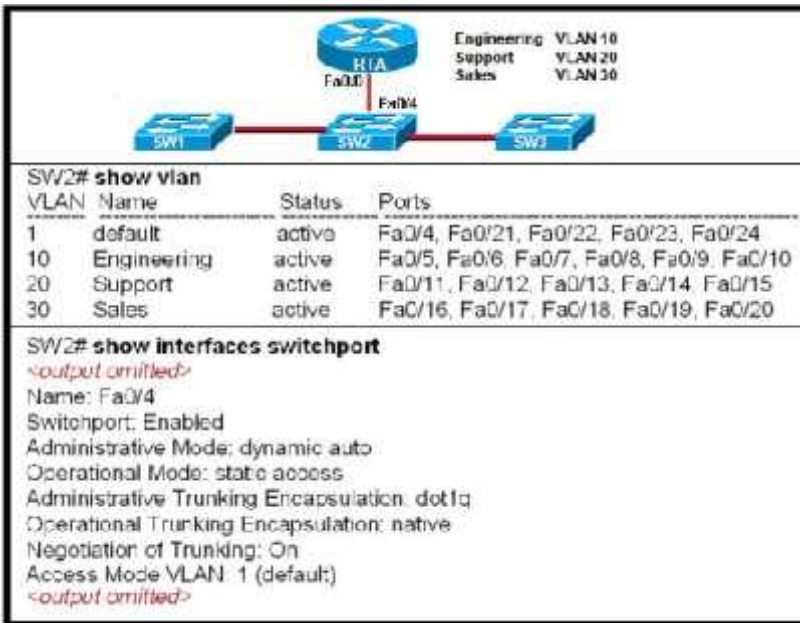 Engineering VLAN 10
Support VLAN 20
Sales VLAN 30
RTA
Fa0/0
Fa0/4
SW1
SW2
SW3
SW2# show vlan
VLAN Name Status Ports
1 default active Fa0/4, Fa0/21, Fa0/22, Fa0/23, Fa0/24
10 Engineering active Fa0/5, Fa0/6, Fa0/7, Fa0/8, Fa0/9, Fa0/10
20 Support active Fa0/11, Fa0/12, Fa0/13, Fa0/14, Fa0/15
30 Sales active Fa0/16, Fa0/17, Fa0/18, Fa0/19, Fa0/20
SW2# show interfaces switchport
<output omitted>
Name: Fa0/4
Switchport: Enabled
Administrative Mode: dynamic auto
Operational Mode: static access
Administrative Trunking Encapsulation: dot1q
Operational Trunking Encapsulation: native
Negotiation of Trunking: On
Access Mode VLAN: 1 (default)
<output omitted>